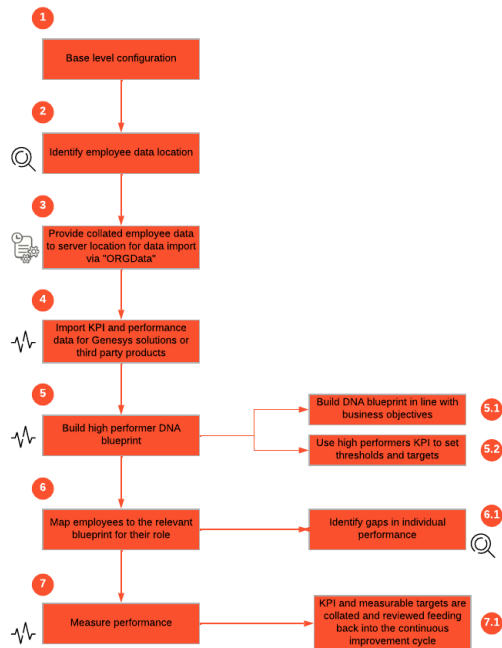 1
Base level configuration
2
Identify employee data location
3
Provide collated employee data
to server location for data import
via "ORGData"
4
Import KPI and performance
data for Genesys solutions or
third party products
5
Build high performer DNA
blueprint
Build DNA blueprint in line with
business objectives
5.1
Use high performers KPI to set
thresholds and targets
5.2
6
Map employees to the relevant
blueprint for their role
Identify gaps in individual
performance
6.1
7
Measure performance
KPI and measurable targets are
collated and reviewed feeding
back into the continuous
improvement cycle
7.1